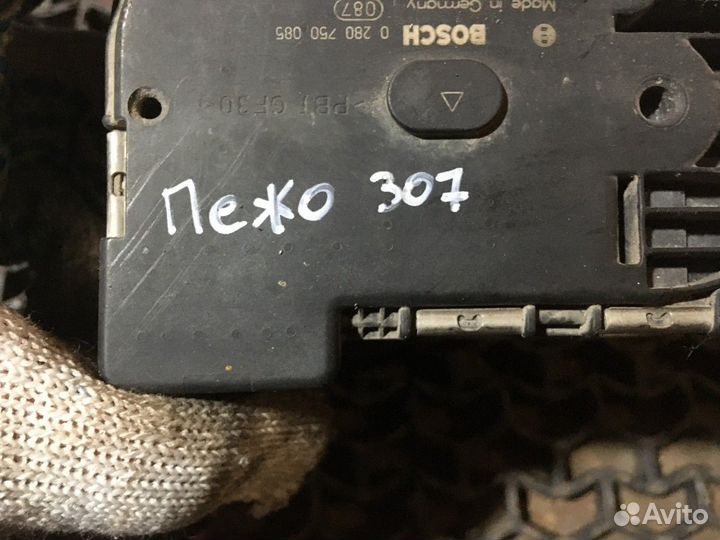 Made in Germany
087
BOSCH
0 280 750 085
>PBT GF30<
Пежо 307
Avito